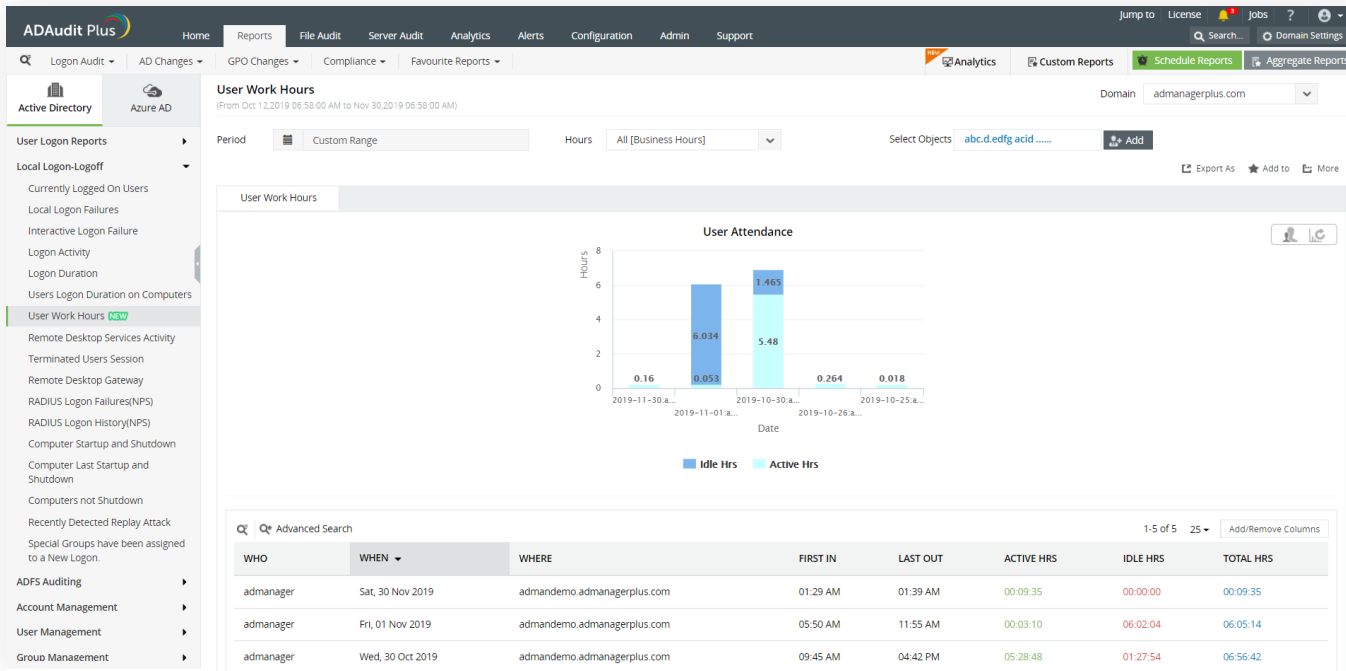 Jump to License 3 Jobs ?
ADAudit Plus
Home Reports File Audit Server Audit Analytics Alerts Configuration Admin Support
Search... Domain Settings
Logon Audit AD Changes GPO Changes Compliance Favourite Reports
NEW Analytics Custom Reports Schedule Reports Aggregate Reports
Active Directory Azure AD
User Work Hours
(From Oct 12,2019 06:58:00 AM to Nov 30,2019 06:58:00 AM)
Domain admanagerplus.com
Period Custom Range Hours All [Business Hours] Select Objects abc.d.edfg acid ...... Add
Export As Add to More
User Logon Reports
Local Logon-Logoff
Currently Logged On Users
Local Logon Failures
Interactive Logon Failure
Logon Activity
Logon Duration
Users Logon Duration on Computers
User Work Hours NEW
Remote Desktop Services Activity
Terminated Users Session
Remote Desktop Gateway
RADIUS Logon Failures(NPS)
RADIUS Logon History(NPS)
Computer Startup and Shutdown
Computer Last Startup and
Shutdown
Computers not Shutdown
Recently Detected Replay Attack
Special Groups have been assigned
to a New Logon.
ADFS Auditing
Account Management
User Management
Group Management
User Work Hours
User Attendance
Hours
8
6
4
2
0
0.16
6.034
0.053
1.465
5.48
0.264
0.018
2019-11-30:a... 2019-10-30:a... 2019-10-25:a...
2019-11-01:a... 2019-10-26:a...
Date
Idle Hrs Active Hrs
Advanced Search 1-5 of 5 25 Add/Remove Columns
WHO WHEN WHERE FIRST IN LAST OUT ACTIVE HRS IDLE HRS TOTAL HRS
admanager Sat, 30 Nov 2019 admandemo.admanagerplus.com 01:29 AM 01:39 AM 00:09:35 00:00:00 00:09:35
admanager Fri, 01 Nov 2019 admandemo.admanagerplus.com 05:50 AM 11:55 AM 00:03:10 06:02:04 06:05:14
admanager Wed, 30 Oct 2019 admandemo.admanagerplus.com 09:45 AM 04:42 PM 05:28:48 01:27:54 06:56:42